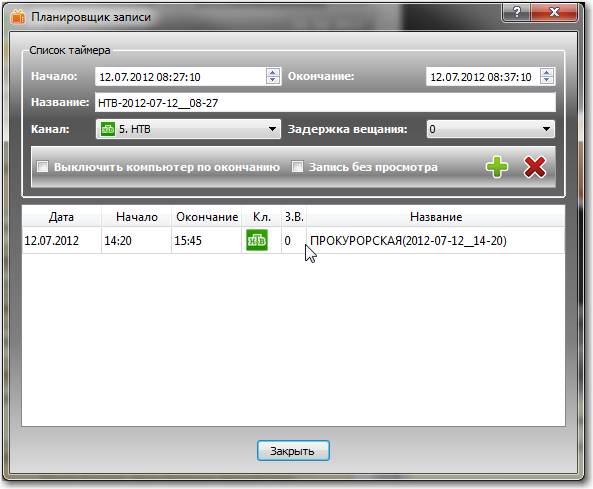 Планировщик записи
Список таймера
Начало: 12.07.2012 08:27:10 Окончание: 12.07.2012 08:37:10
Название: НТВ-2012-07-12__08-27
Канал: НТВ 5. НТВ Задержка вещания: 0
Выключить компьютер по окончанию Запись без просмотра
Дата Начало Окончание Кл. З.В. Название
12.07.2012 14:20 15:45 НТВ 0 ПРОКУРОРСКАЯ(2012-07-12__14-20)
Закрыть